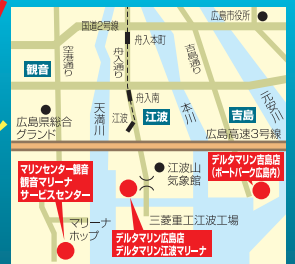 広島市役所
国道2号線
舟入本町
観音
空港通り
舟入通り
吉島通り
舟入南
天満川
本川
元安川
広島県総合
グランド
江波
江波
吉島
広島高速3号線
マリンセンター観音
観音マリーナ
サービスセンター
江波山
気象館
デルタマリン吉島店
(ボートパーク広島内)
マリーナ
ホップ
三菱重工江波工場
デルタマリン広島店
デルタマリン江波マリーナ